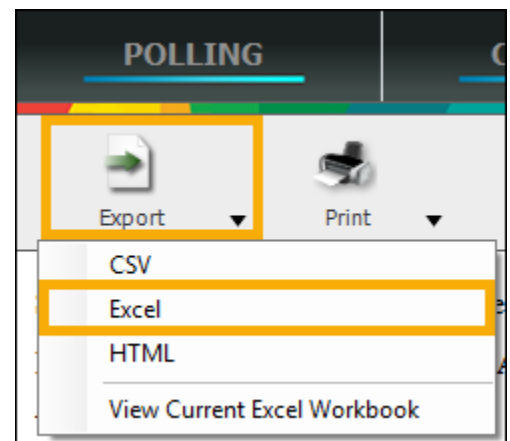 POLLING
Export Print
CSV
Excel
HTML
View Current Excel Workbook